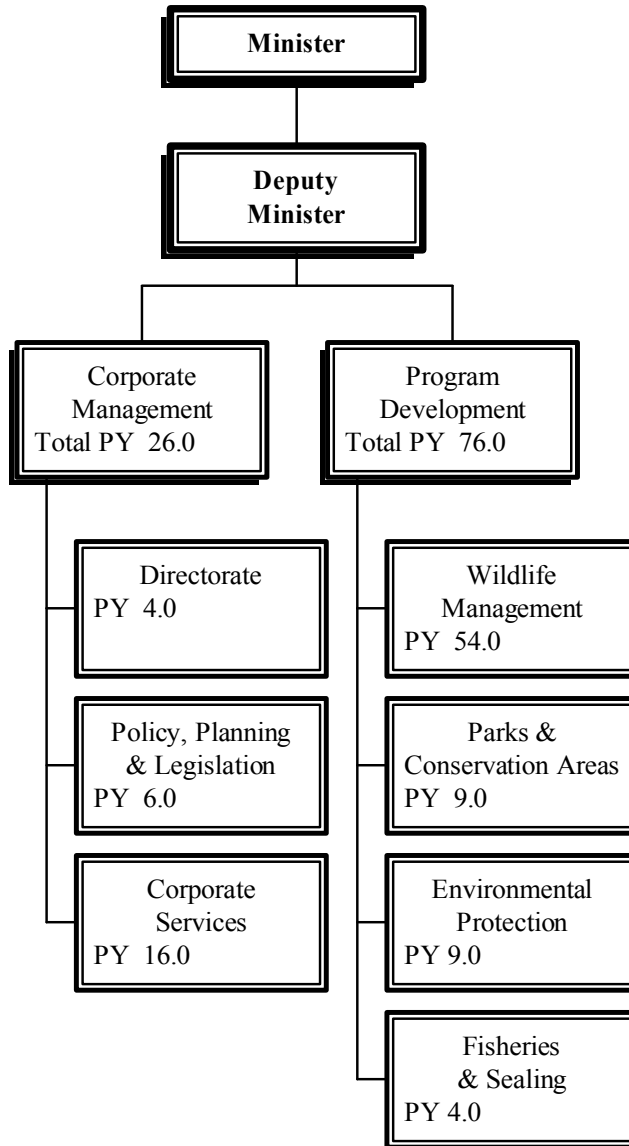 Minister
Deputy
Minister
Corporate
Management
Total PY 26.0
Program
Development
Total PY 76.0
Directorate
PY 4.0
Policy, Planning
& Legislation
PY 6.0
Corporate
Services
PY 16.0
Wildlife
Management
PY 54.0
Parks &
Conservation Areas
PY 9.0
Environmental
Protection
PY 9.0
Fisheries
& Sealing
PY 4.0